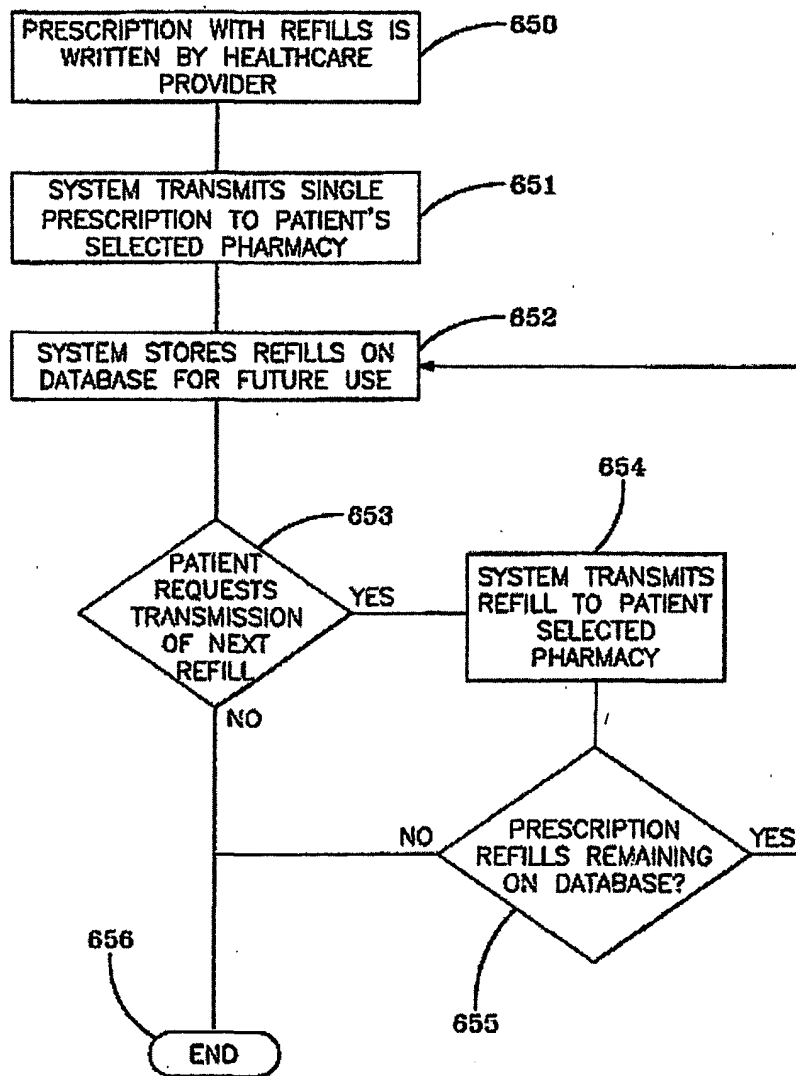 PRESCRIPTION WITH REFILLS IS
WRITTEN BY HEALTHCARE
PROVIDER
650
SYSTEM TRANSMITS SINGLE
PRESCRIPTION TO PATIENT'S
SELECTED PHARMACY
651
652
SYSTEM STORES REFILLS ON
DATABASE FOR FUTURE USE
653
PATIENT
REQUESTS
TRANSMISSION
OF NEXT
REFILL
YES
NO
654
SYSTEM TRANSMITS
REFILL TO PATIENT
SELECTED
PHARMACY
NO
PRESCRIPTION
REFILLS REMAINING
ON DATABASE?
YES
655
656
END